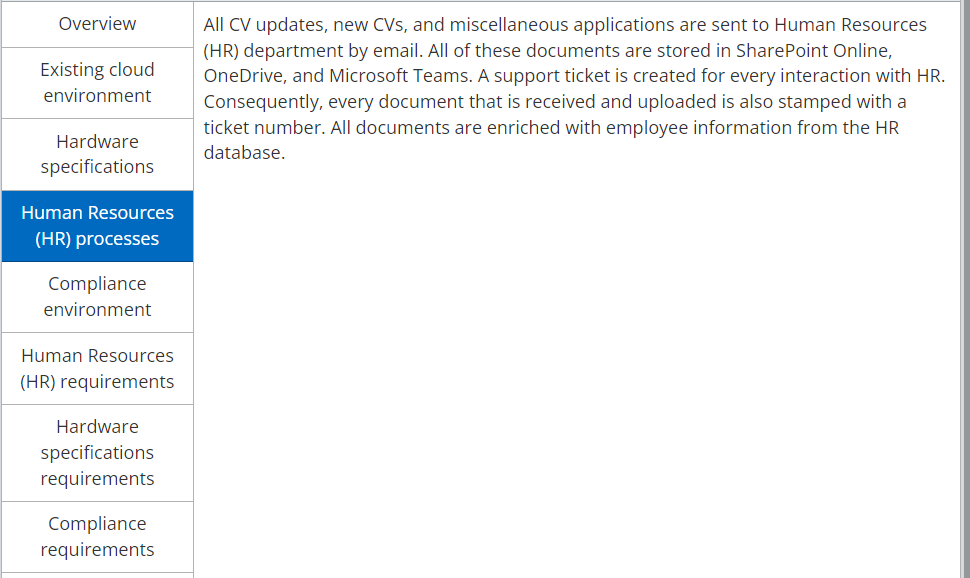 Overview
Existing cloud
environment
Hardware
specifications
Human Resources
(HR) processes
Compliance
environment
Human Resources
(HR) requirements
Hardware
specifications
requirements
Compliance
requirements
All CV updates, new CVs, and miscellaneous applications are sent to Human Resources
(HR) department by email. All of these documents are stored in SharePoint Online,
OneDrive, and Microsoft Teams. A support ticket is created for every interaction with HR.
Consequently, every document that is received and uploaded is also stamped with a
ticket number. All documents are enriched with employee information from the HR
database.